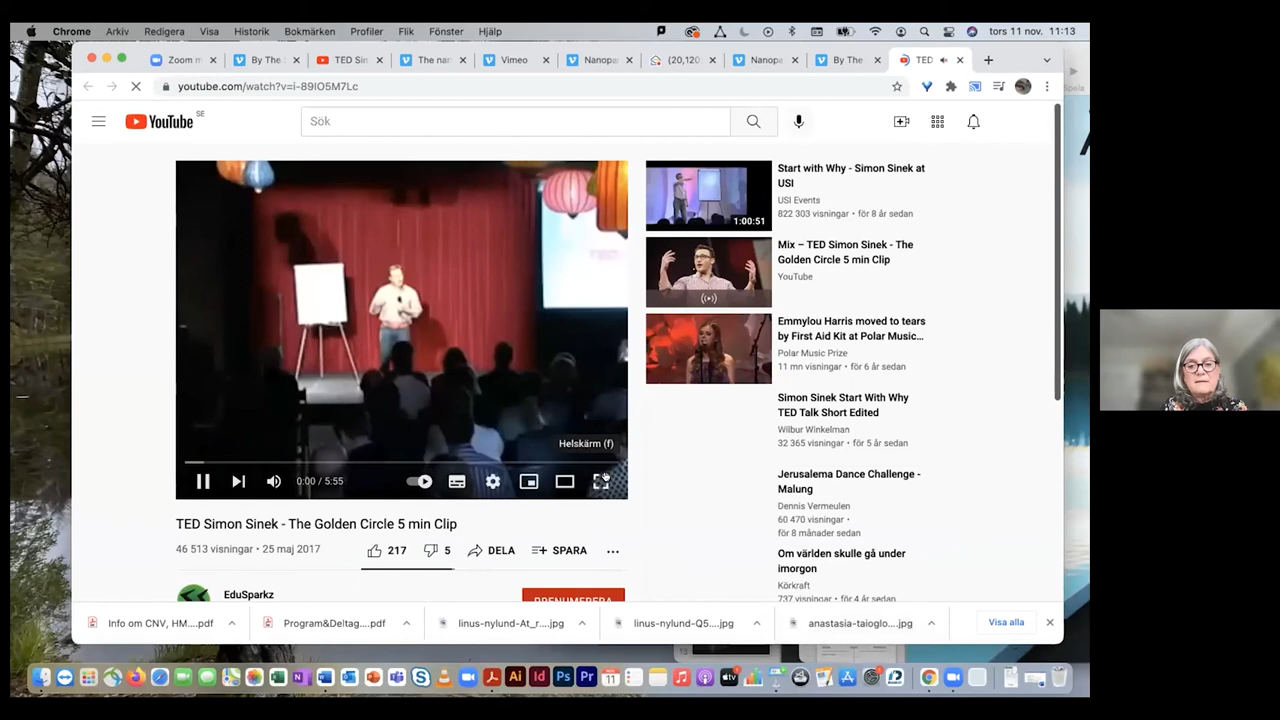 Chrome Arkiv Redigera Visa Historik Bokmärken Profiler Flik Fönster Hjälp tors 11 nov. 11:13
Zoom m By The TED Sin The nar Vimeo Nanopa (20,120 Nanopa By The TED
youtube.com/watch?v=i-89IO5M7Lc
Spela
YouTube SE
Sök
Helskärm (f)
0:00 / 5:55
TED Simon Sinek - The Golden Circle 5 min Clip
46 513 visningar • 25 maj 2017
217 5 DELA SPARA
EduSparkz
PRENUMERERA
1:00:51
Start with Why - Simon Sinek at
USI
USI Events
822 303 visningar • för 8 år sedan
Mix – TED Simon Sinek - The
Golden Circle 5 min Clip
YouTube
Emmylou Harris moved to tears
by First Aid Kit at Polar Music...
Polar Music Prize
11 mn visningar • för 6 år sedan
Simon Sinek Start With Why
TED Talk Short Edited
Wilbur Winkelman
32 365 visningar • för 5 år sedan
Jerusalema Dance Challenge -
Malung
Dennis Vermeulen
60 470 visningar •
för 8 månader sedan
Om världen skulle gå under
imorgon
Körkraft
737 visningar • för 4 år sedan
Info om CNV, HM....pdf Program&Deltag....pdf linus-nylund-At_r....jpg linus-nylund-Q5....jpg anastasia-taioglo....jpg Visa alla
13
Ai Id Ps Pr 11